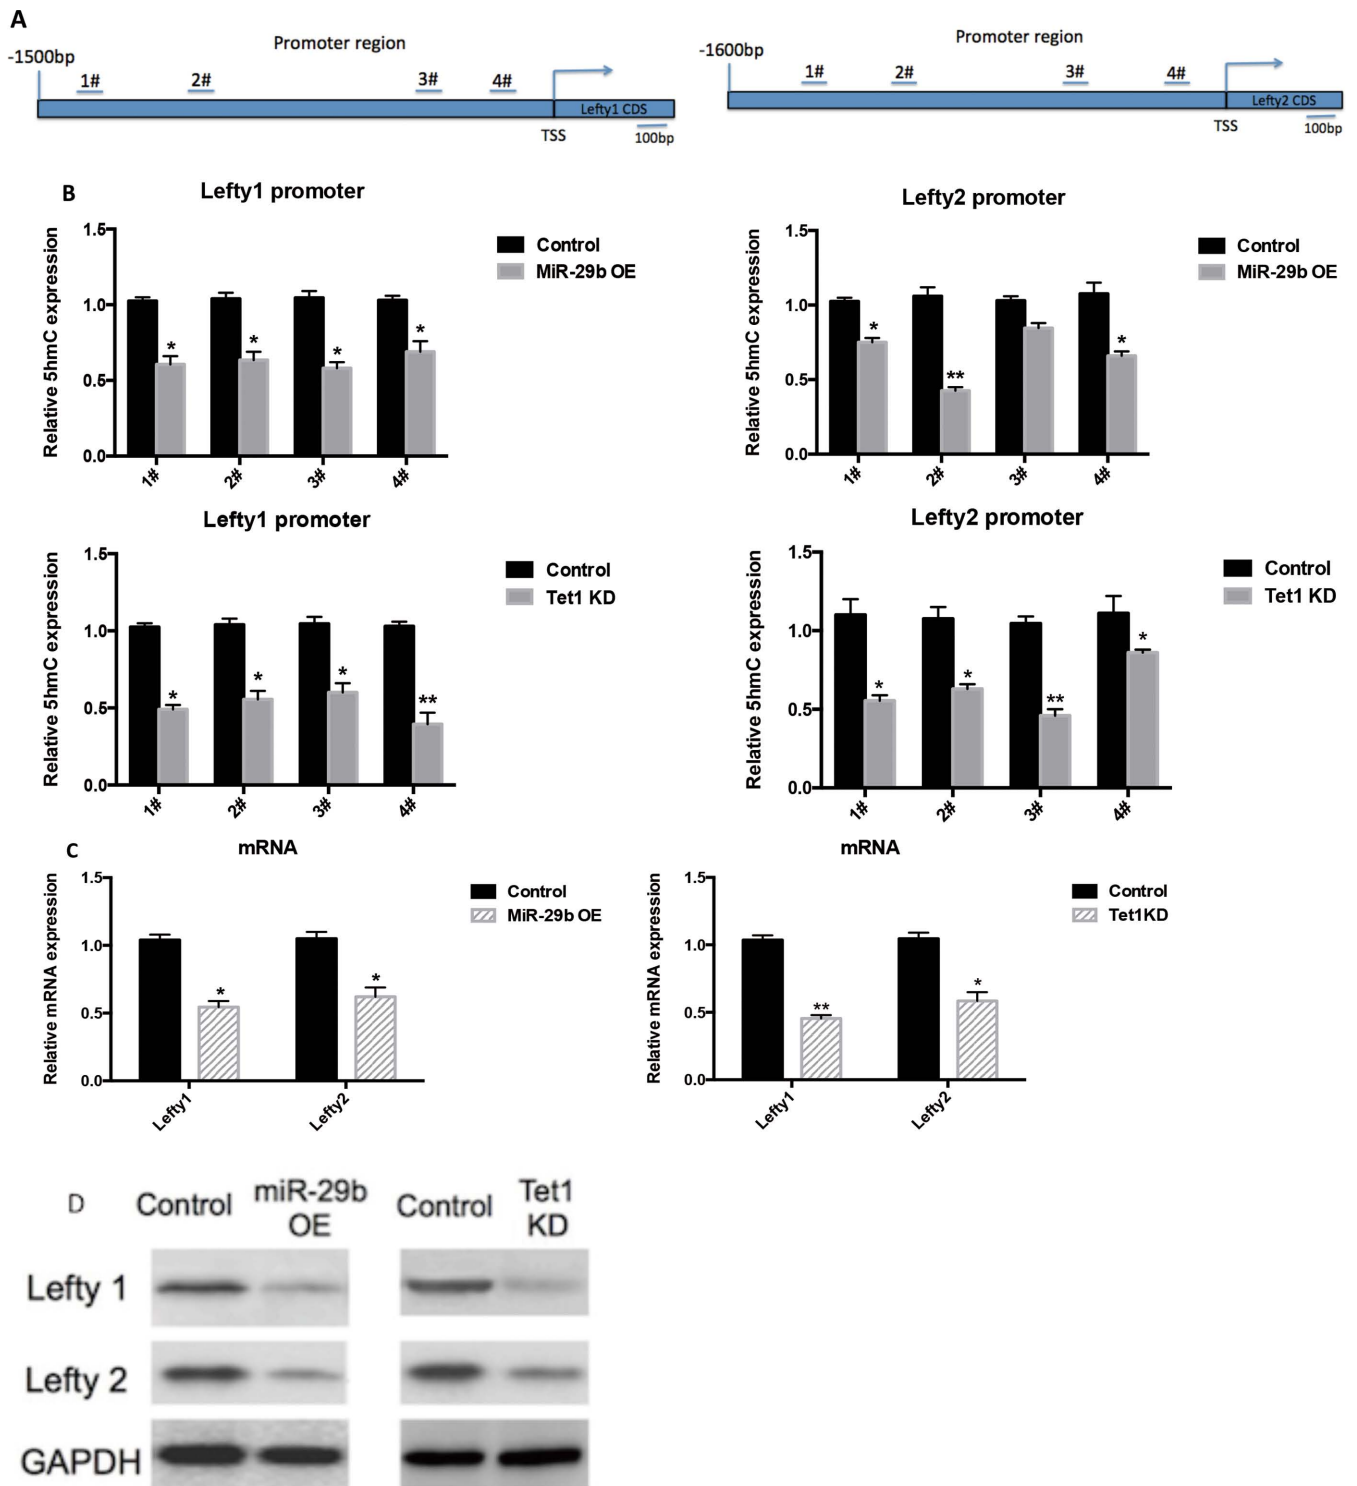 A
Promoter region
-1500bp
1# 2# 3# 4#
Lefty1 CDS
TSS
100bp
Promoter region
-1600bp
1# 2# 3# 4#
Lefty2 CDS
TSS
100bp
B
Lefty1 promoter
Relative 5hmC expression
1.5
1.0
0.5
0.0
* * * *
1# 2# 3# 4#
Control
MiR-29b OE
Lefty2 promoter
Relative 5hmC expression
1.5
1.0
0.5
0.0
* ** *
1# 2# 3# 4#
Control
MiR-29b OE
Lefty1 promoter
Relative 5hmC expression
1.5
1.0
0.5
0.0
* * * **
1# 2# 3# 4#
Control
Tet1 KD
Lefty2 promoter
Relative 5hmC expression
1.5
1.0
0.5
0.0
* * ** *
1# 2# 3# 4#
Control
Tet1 KD
C
mRNA
Relative mRNA expression
1.5
1.0
0.5
0.0
* *
Lefty1 Lefty2
Control
MiR-29b OE
mRNA
Relative mRNA expression
1.5
1.0
0.5
0.0
** *
Lefty1 Lefty2
Control
Tet1KD
D
Control
miR-29b
OE
Control
Tet1
KD
Lefty 1
Lefty 2
GAPDH